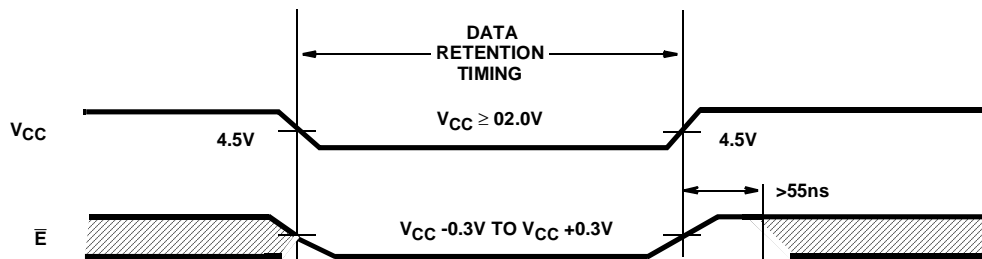 DATA
RETENTION
TIMING
VCC
4.5V
VCC ≥ 02.0V
4.5V
>55ns
E̅
VCC -0.3V TO VCC +0.3V